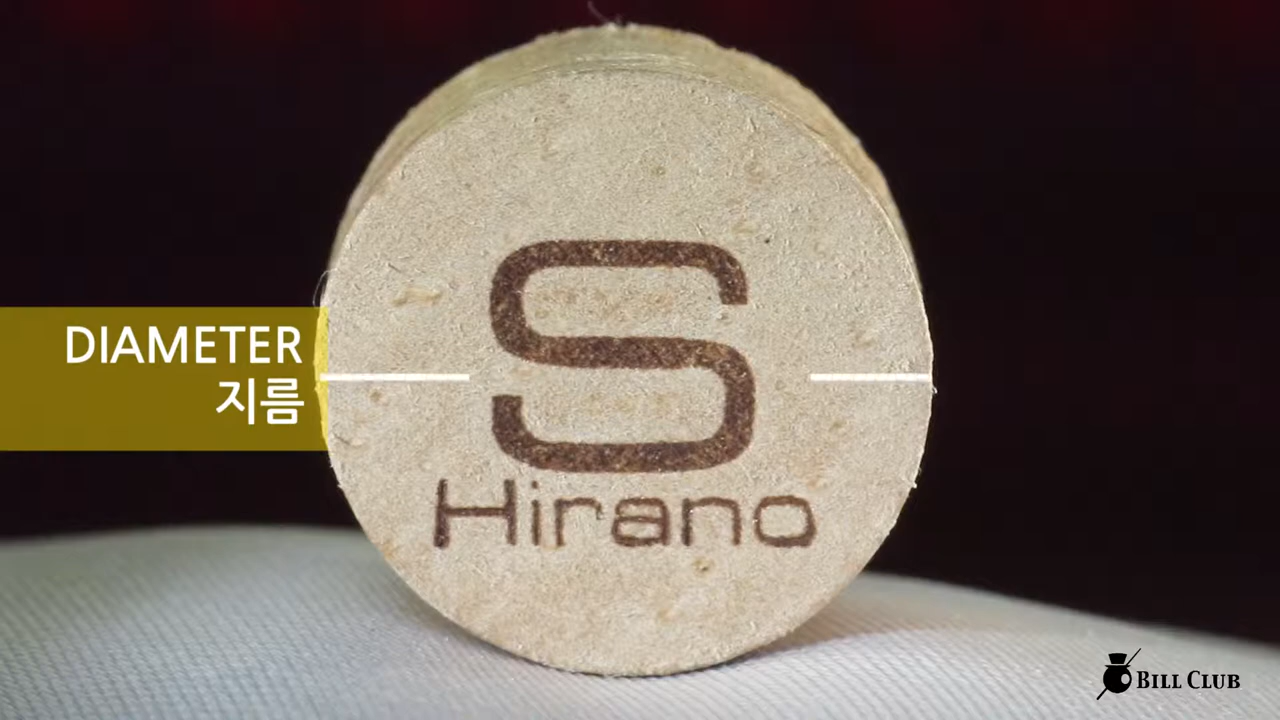 DIAMETER
지름
S
Hirano
BILL CLUB